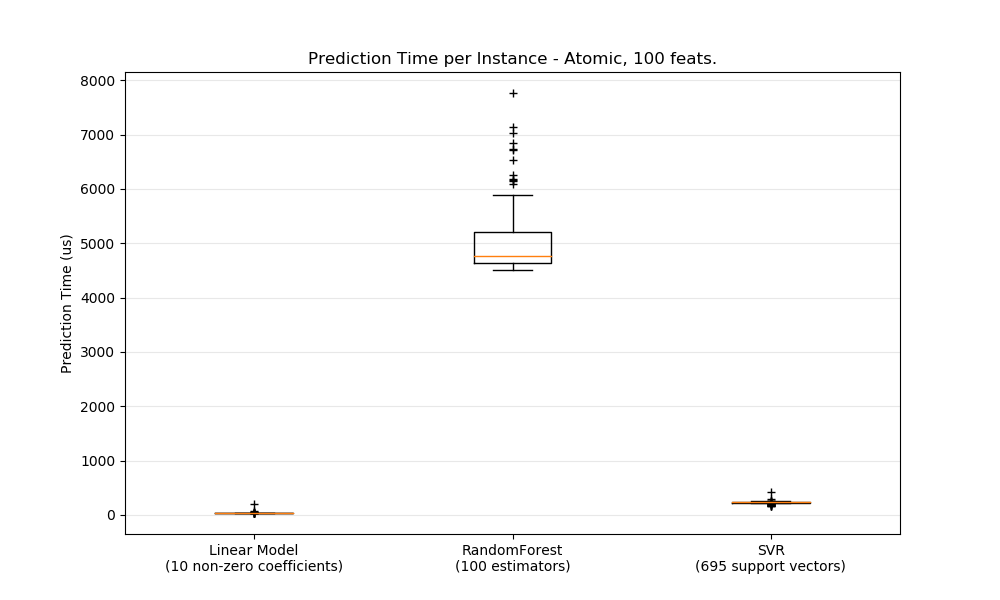 Prediction Time per Instance - Atomic, 100 feats.
8000
7000
6000
5000
4000
3000
2000
1000
0
Prediction Time (us)
Linear Model
(10 non-zero coefficients)
RandomForest
(100 estimators)
SVR
(695 support vectors)